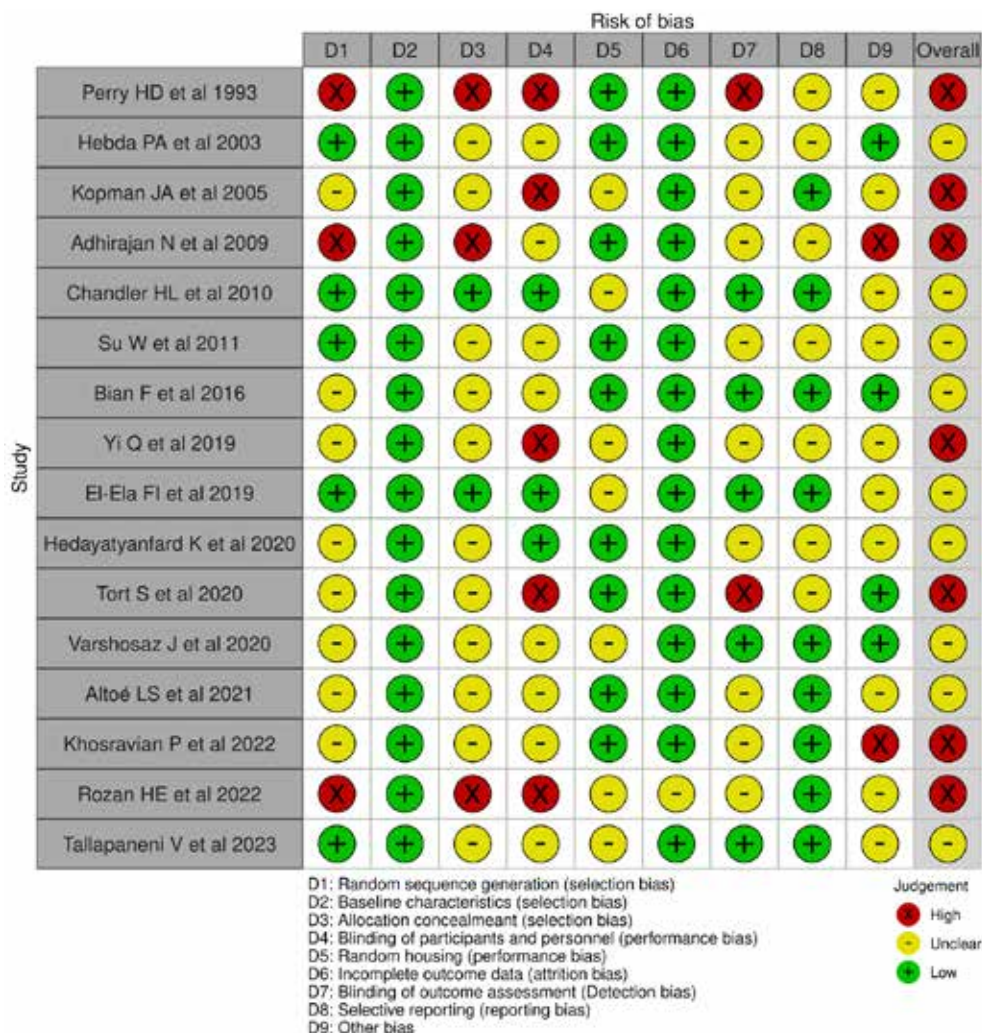 Risk of bias
D1 D2 D3 D4 D5 D6 D7 D8 D9 Overall
Perry HD et al 1993 X + X X + + X - - X
Hebda PA et al 2003 + + - - + + - - + -
Kopman JA et al 2005 - + - X - + - + - X
Adhirajan N et al 2009 X + X - + + - - X X
Chandler HL et al 2010 + + + + - + + + - -
Su W et al 2011 + + - - + + - - - -
Bian F et al 2016 - + - - + + + + + -
Yi Q et al 2019 - + - X - + - - - X
El-Ela FI et al 2019 + + + + - + + + - -
Hedayatyanfard K et al 2020 - + - + + + - - - -
Tort S et al 2020 - + - X + + X - + X
Varshosaz J et al 2020 - + - - - + + + + -
Altoé LS et al 2021 - + - - + + - + - -
Khosravian P et al 2022 - + - - + + - + X X
Rozan HE et al 2022 X + X X - - - + - X
Tallapaneni V et al 2023 + + - - - + + + - -
Study
D1: Random sequence generation (selection bias)
D2: Baseline characteristics (selection bias)
D3: Allocation concealmeant (selection bias)
D4: Blinding of participants and personnel (performance bias)
D5: Random housing (performance bias)
D6: Incomplete outcome data (attrition bias)
D7: Blinding of outcome assessment (Detection bias)
D8: Selective reporting (reporting bias)
D9: Other bias
Judgement
X High
- Unclear
+ Low